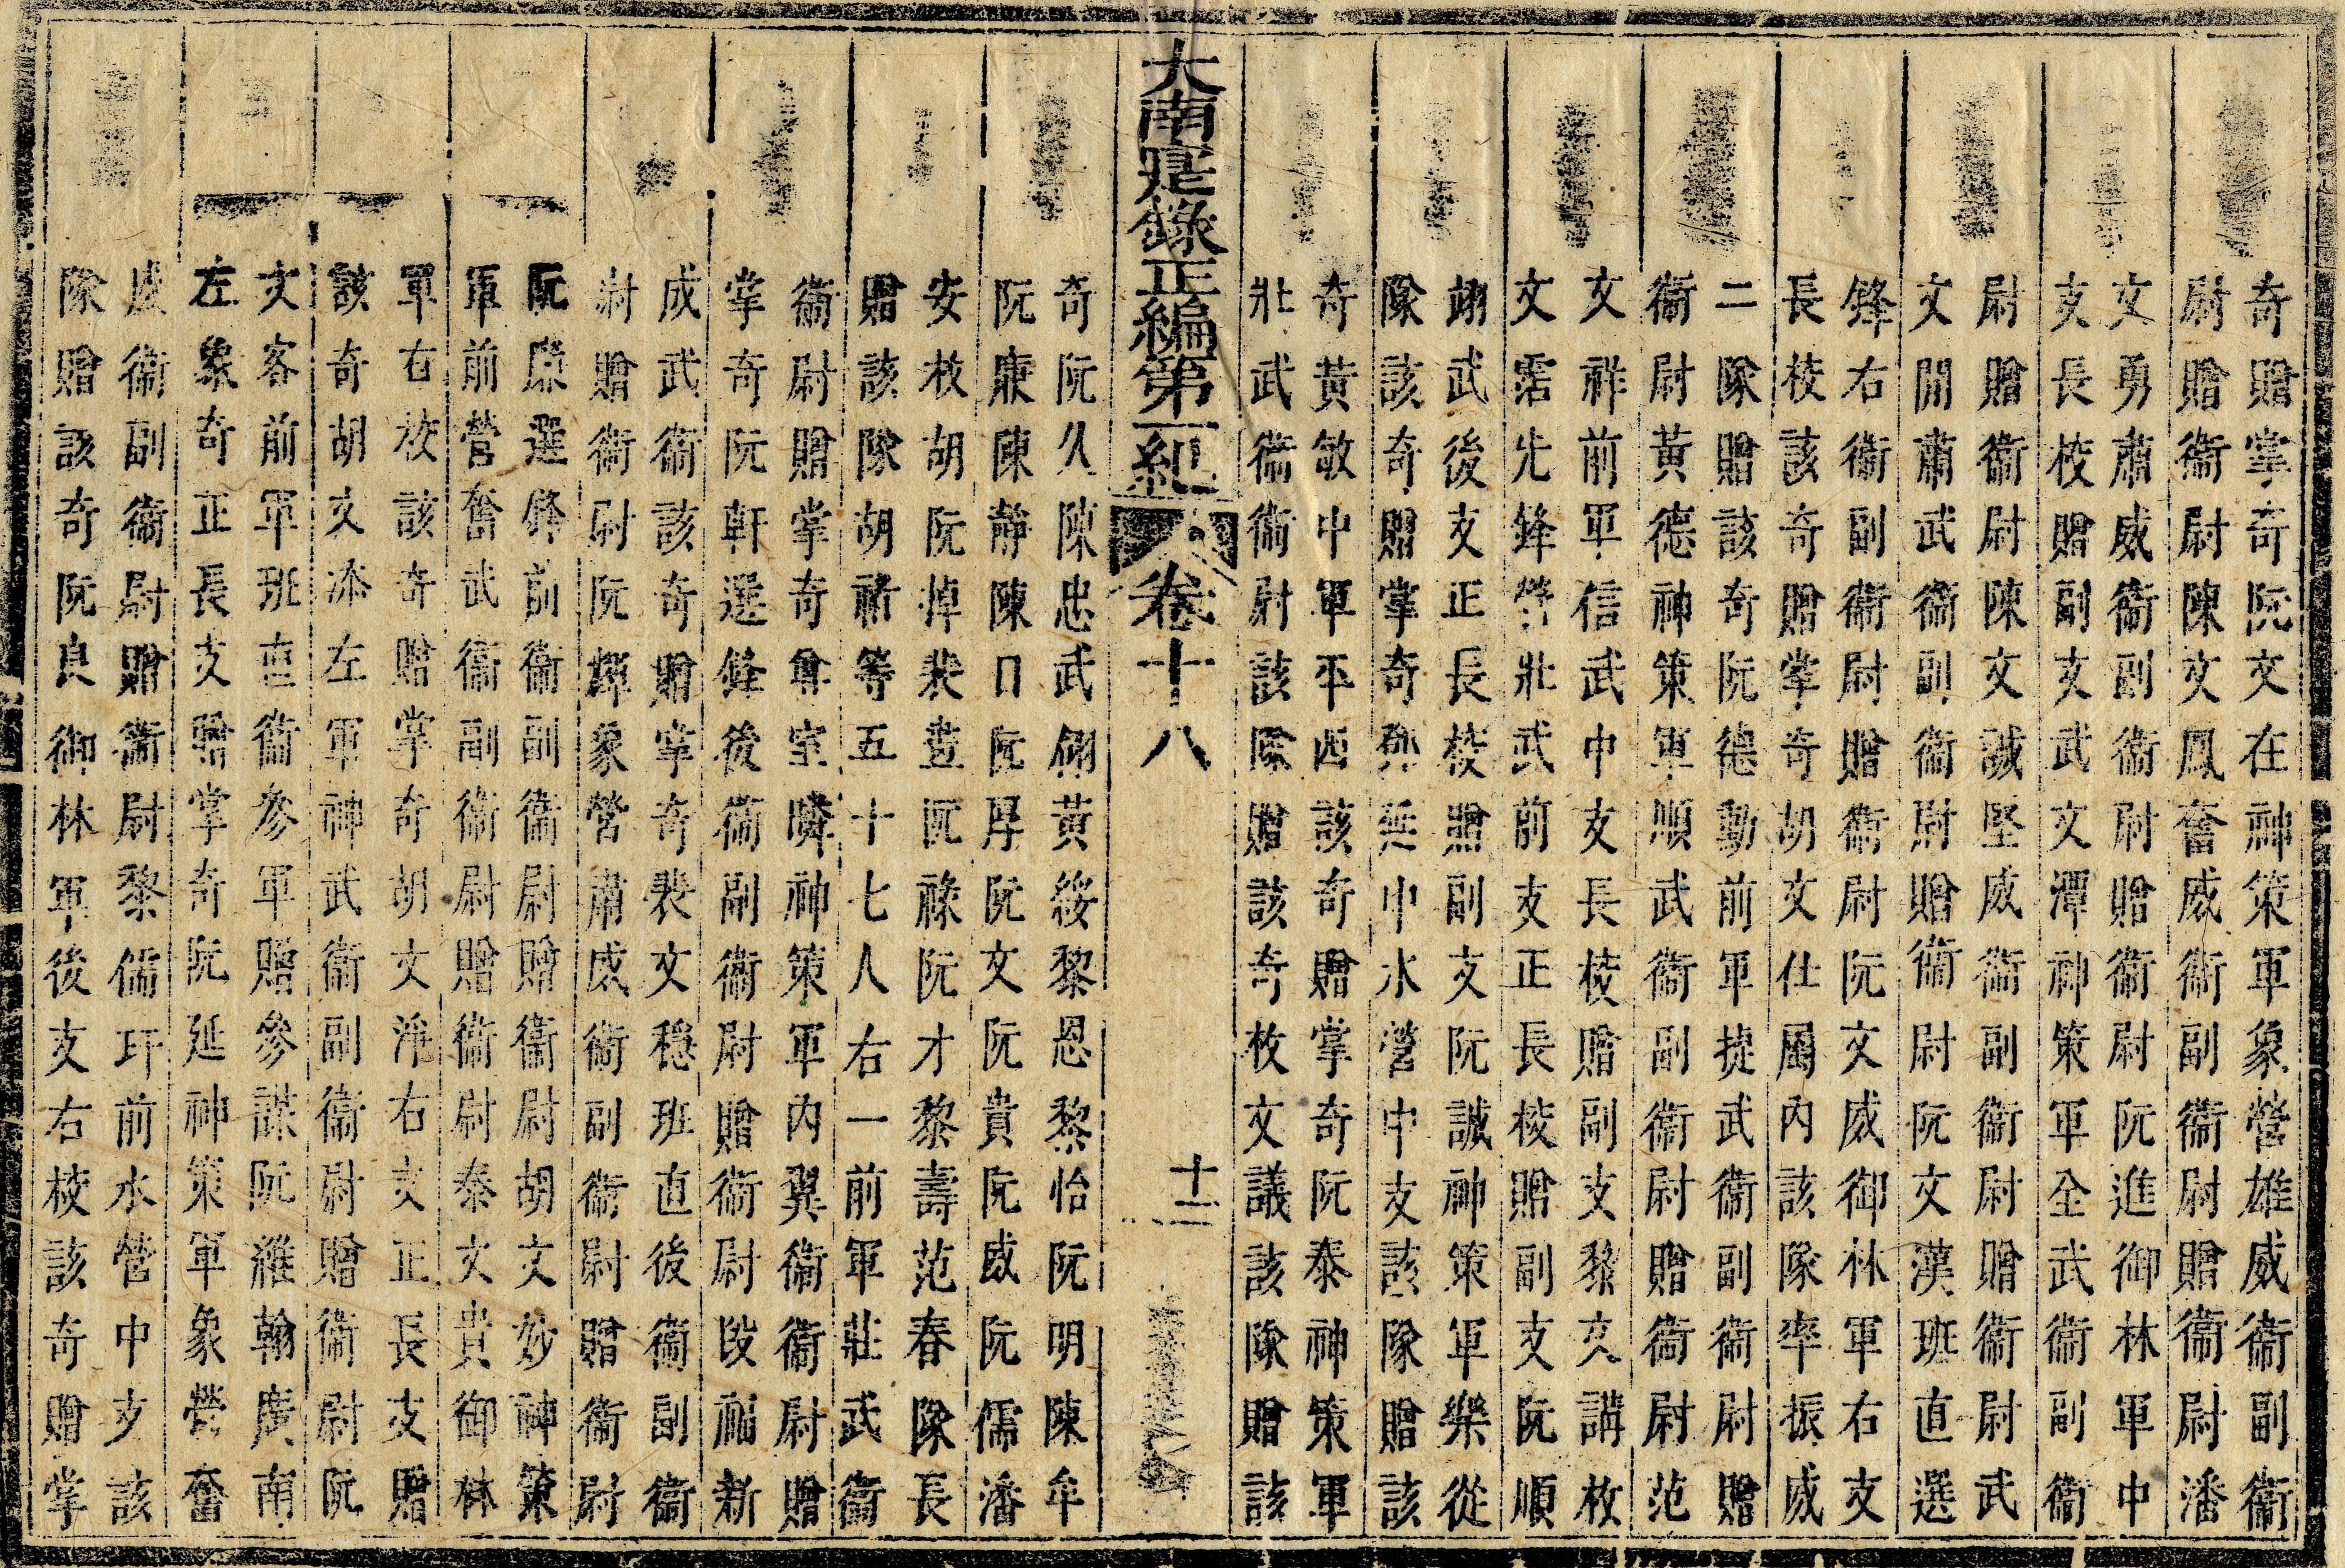 奇贈掌奇阮文在神策軍象營雄威衛副衛
尉贈衛尉陳文鳳奮威衛副衛尉贈衛尉潘
文勇肅威衛副衛尉贈衛尉阮進御林軍中
支長校贈副支武文潭神策軍全武衛副衛
尉贈衛尉陳文誠堅威衛副衛尉贈衛尉武
文開肅武衛副衛尉贈衛尉阮文漢班直選
鋒右衛副衛尉贈衛尉阮文威御林軍右支
長校該奇贈掌奇胡文仕屬內該隊率振威
二隊贈該奇阮德勳前軍捷武衛副衛尉贈
衛尉黃德神策軍順武衛副衛尉贈衛尉范
文祥前軍信武中支長校贈副支黎文講枚
文霑先鋒營壯武前支正長校贈副支阮順
翊武後支正長校贈副支阮誠神策軍樂從
隊該奇贈掌奇鄧延中水營中支該隊贈該
奇黃敏中軍平西該奇贈掌奇阮泰神策軍
壯武衛衛尉該隊贈該奇枚文議該隊贈該
大南寔錄正編第一紀 卷十八 十二
奇阮久陳忠武翎黃綏黎恩黎怡阮明陳牟
阮康陳靜陳口阮厚阮文阮貴阮威阮儒潘
安枝胡阮悼裴荳阮祿阮才黎壽范春隊長
贈該隊胡褚等五十七人右一前軍莊武衛
衛尉贈掌奇尊室疄神策軍內翼衛衛尉贈
掌奇阮軒選鋒後衛副衛尉贈衛尉段福新
成武衛該奇贈掌奇裴文穩班直後衛副衛
尉贈衛尉阮輝象營肅威衛副衛尉贈衛尉
阮廉選鋒前衛副衛尉贈衛尉胡文妙神策
軍前營奮武衛副衛尉贈衛尉泰文貴御林
軍右校該奇贈掌奇胡文淨右支正長支贈
該奇胡文添左軍神武衛副衛尉贈衛尉阮
文客前軍班屯衛參軍贈參謀阮濰翰廣南
左象奇正長支贈掌奇阮延神策軍象營奮
威衛副衛尉贈衛尉黎儒玕前水營中支該
隊贈該奇阮良御林軍後支右校該奇贈掌